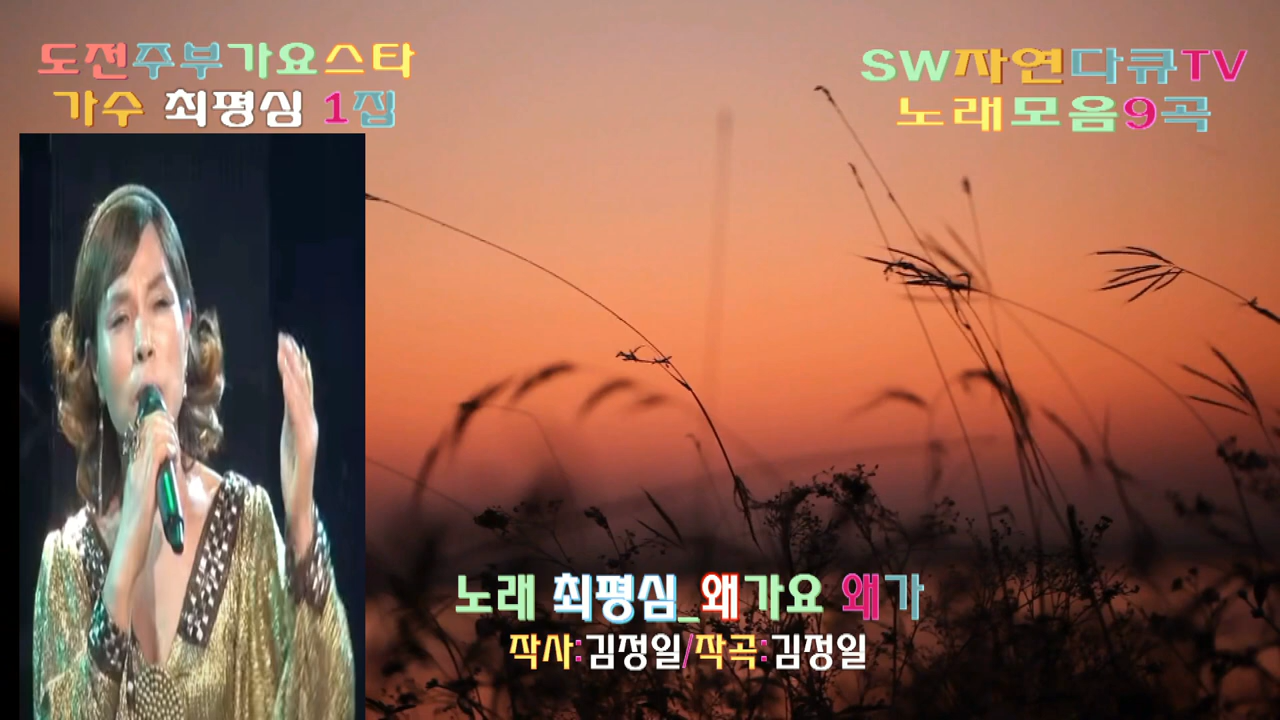 도전주부가요스타
가수 최평심 1집
SW자연다큐TV
노래모음9곡
노래 최평심_왜가요 왜가
작사:김정일/작곡:김정일